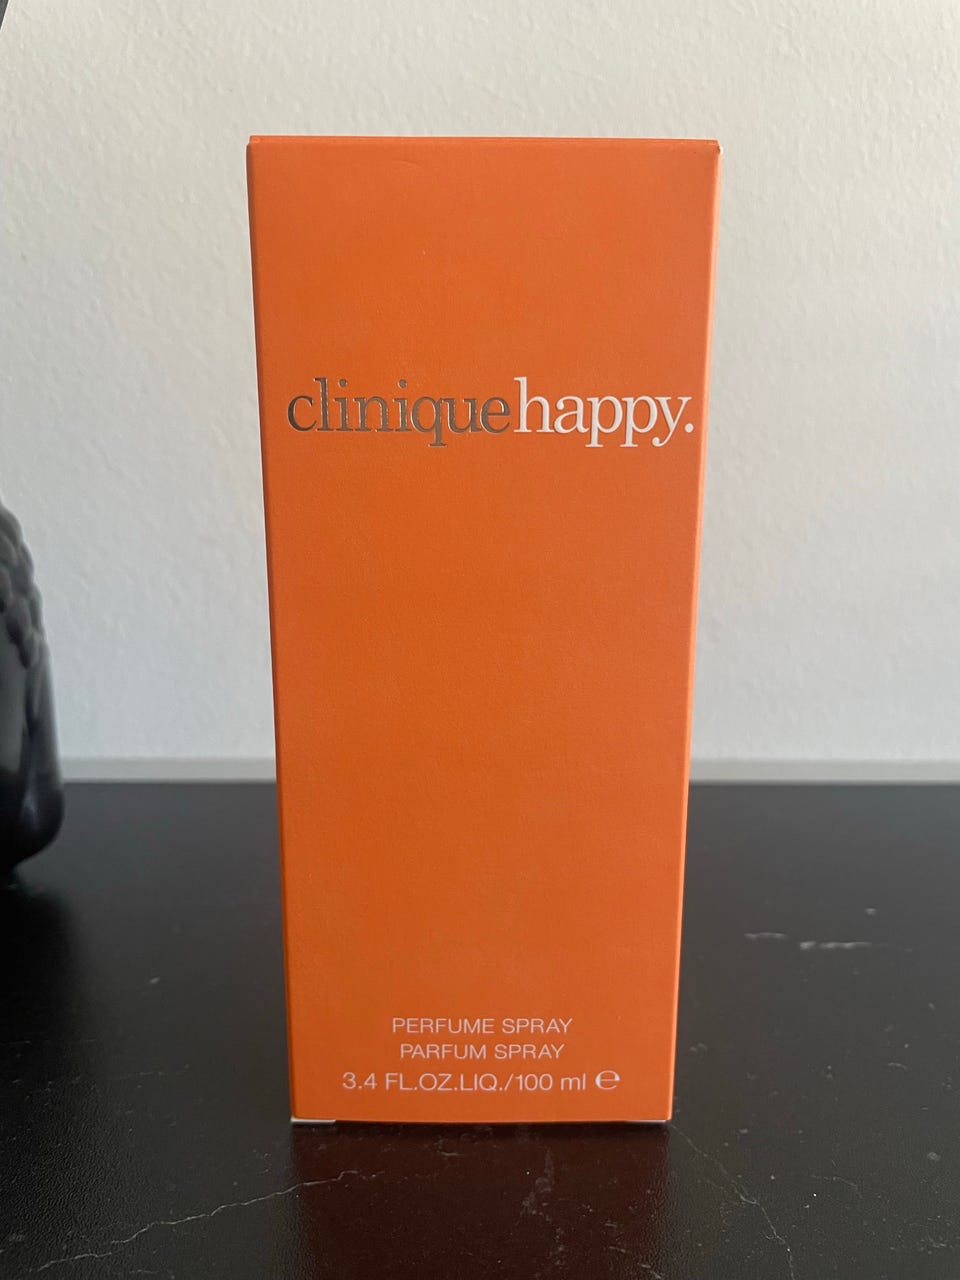 cliniquehappy.
PERFUME SPRAY
PARFUM SPRAY
3.4 FL.OZ.LIQ./100 ml ℮